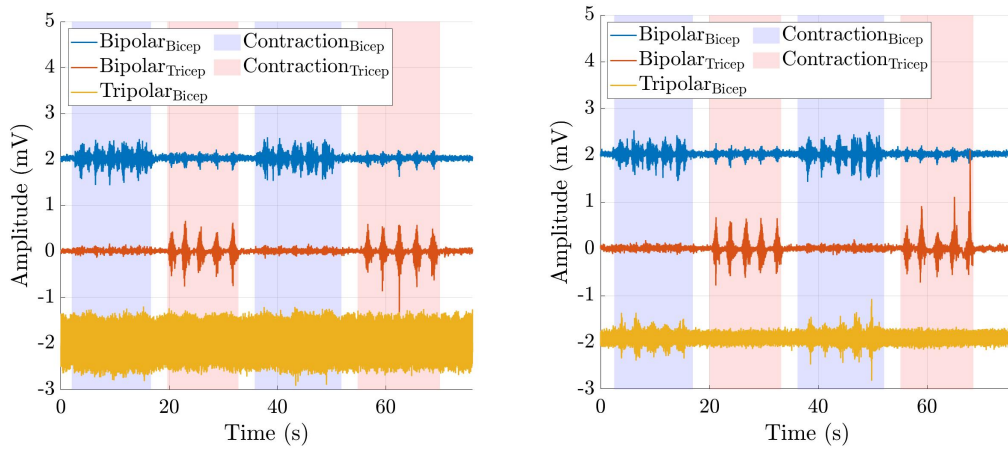 5
4
3
2
1
0
-1
-2
-3
Amplitude (mV)
Bipolar_Bicep Contraction_Bicep
Bipolar_Tricep Contraction_Tricep
Tripolar_Bicep
0 20 40 60
Time (s)
5
4
3
2
1
0
-1
-2
-3
Amplitude (mV)
Bipolar_Bicep Contraction_Bicep
Bipolar_Tricep Contraction_Tricep
Tripolar_Bicep
0 20 40 60
Time (s)